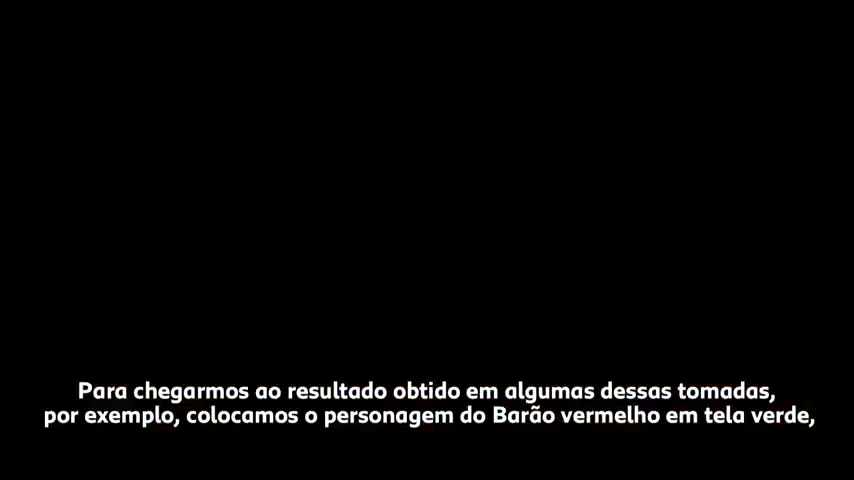 Para chegarmos ao resultado obtido em algumas dessas tomadas,
por exemplo, colocamos o personagem do Barão vermelho em tela verde,